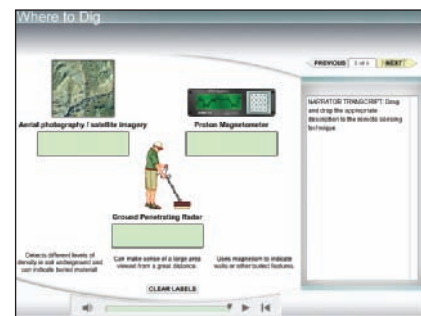 Where to Dig
PREVIOUS
NEXT
NARRATOR TRANSCRIPT: Drag
and drop the appropriate
description to the remote sensing
technique.
Aerial photography / satellite imagery
Proton Magnetometer
Ground Penetrating Radar
Detects different levels of
density in soil underground and
can indicate buried material
Can make sense of a large area
viewed from a great distance.
Uses magnetism to indicate
walls or other buried features.
CLEAR LABELS